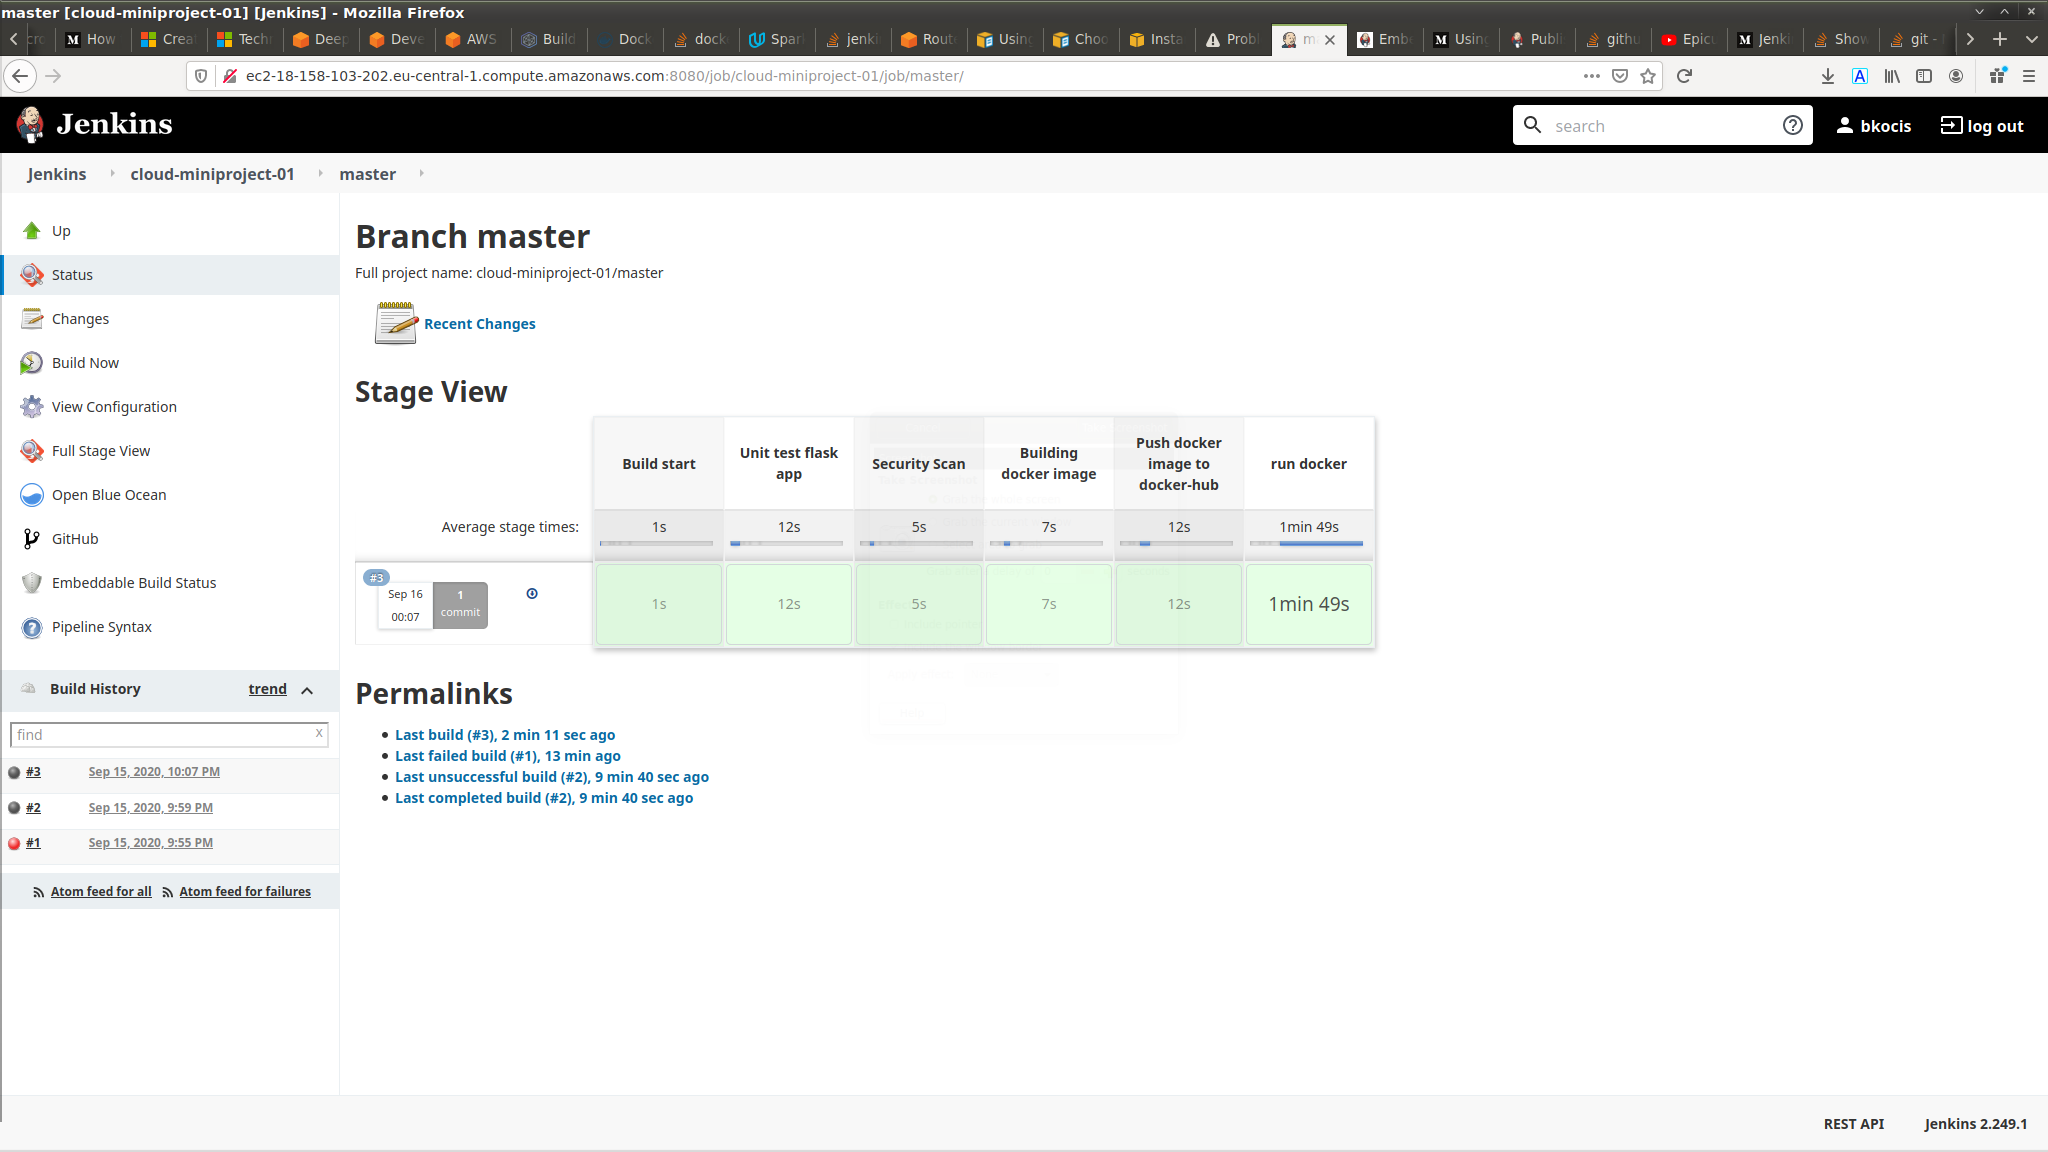 master [cloud-miniproject-01] [Jenkins] - Mozilla Firefox
How Crea Tech Deep Deve AWS Build Dock dock Spar jenki Rout Using Choo Insta Probl m Emb Using Publi githu Epic Jenki Show git -
ec2-18-158-103-202.eu-central-1.compute.amazonaws.com:8080/job/cloud-miniproject-01/job/master/
Jenkins
search
bkocis
log out
Jenkins
cloud-miniproject-01
master
Up
Status
Changes
Build Now
View Configuration
Full Stage View
Open Blue Ocean
GitHub
Embeddable Build Status
Pipeline Syntax
Build History
trend
find
x
#3 Sep 15, 2020, 10:07 PM
#2 Sep 15, 2020, 9:59 PM
#1 Sep 15, 2020, 9:55 PM
Atom feed for all Atom feed for failures
Branch master
Full project name: cloud-miniproject-01/master
Recent Changes
Stage View
Build start
Unit test flask
app
Security Scan
Building
docker image
Push docker
image to
docker-hub
run docker
Average stage times:
1s 12s 5s 7s 12s 1min 49s
#3
Sep 16
00:07
1
commit
1s 12s 5s 7s 12s 1min 49s
Permalinks
Last build (#3), 2 min 11 sec ago
Last failed build (#1), 13 min ago
Last unsuccessful build (#2), 9 min 40 sec ago
Last completed build (#2), 9 min 40 sec ago
REST API Jenkins 2.249.1